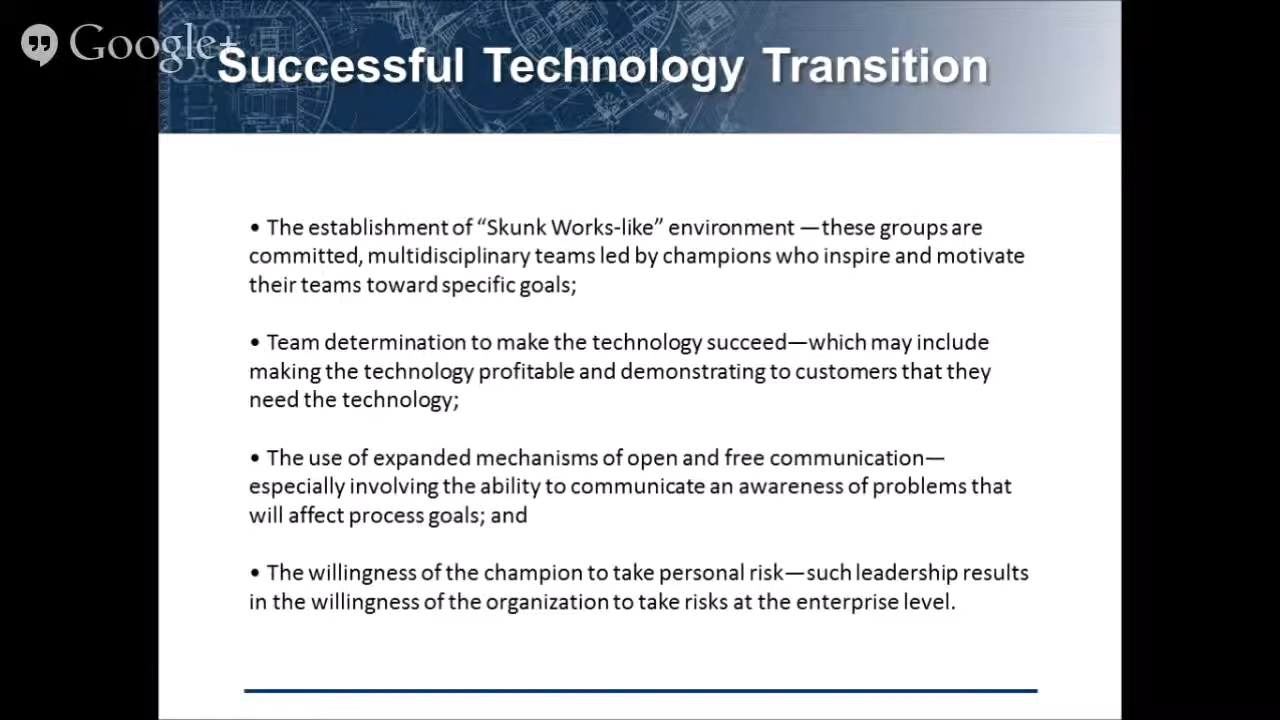 Google+
Successful Technology Transition
• The establishment of “Skunk Works-like” environment —these groups are
committed, multidisciplinary teams led by champions who inspire and motivate
their teams toward specific goals;
• Team determination to make the technology succeed—which may include
making the technology profitable and demonstrating to customers that they
need the technology;
• The use of expanded mechanisms of open and free communication—
especially involving the ability to communicate an awareness of problems that
will affect process goals; and
• The willingness of the champion to take personal risk—such leadership results
in the willingness of the organization to take risks at the enterprise level.